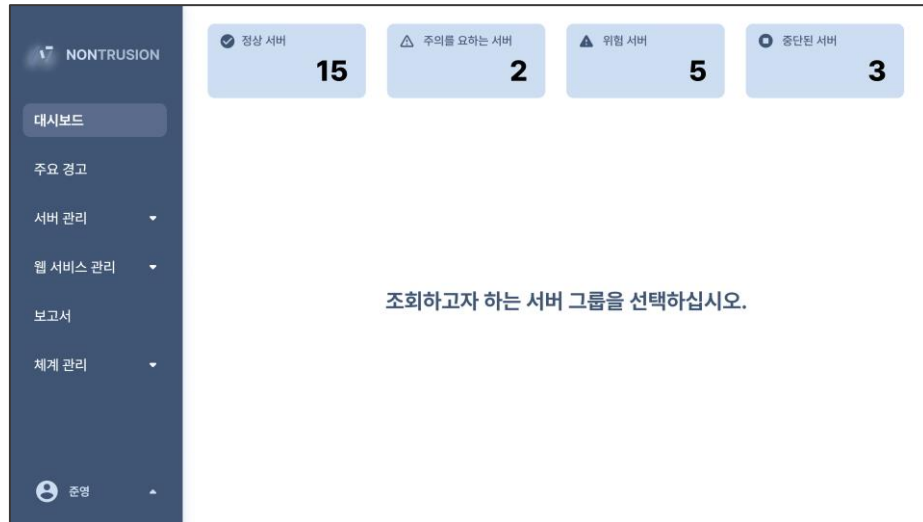 NONTRUSION
대시보드
주요 경고
서버 관리
웹 서비스 관리
보고서
체계 관리
준영
정상 서버
15
주의를 요하는 서버
2
위험 서버
5
중단된 서버
3
조회하고자 하는 서버 그룹을 선택하십시오.